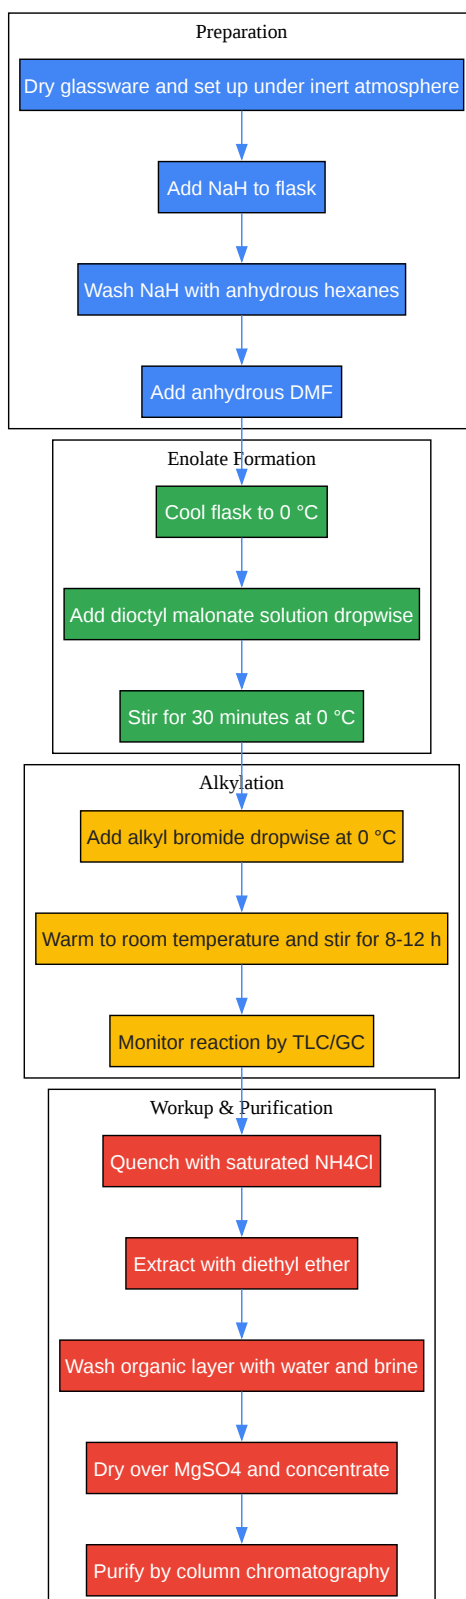 Preparation
Dry glassware and set up under inert atmosphere
Add NaH to flask
Wash NaH with anhydrous hexanes
Add anhydrous DMF
Enolate Formation
Cool flask to 0 °C
Add dioctyl malonate solution dropwise
Stir for 30 minutes at 0 °C
Alkylation
Add alkyl bromide dropwise at 0 °C
Warm to room temperature and stir for 8-12 h
Monitor reaction by TLC/GC
Workup & Purification
Quench with saturated NH4Cl
Extract with diethyl ether
Wash organic layer with water and brine
Dry over MgSO4 and concentrate
Purify by column chromatography